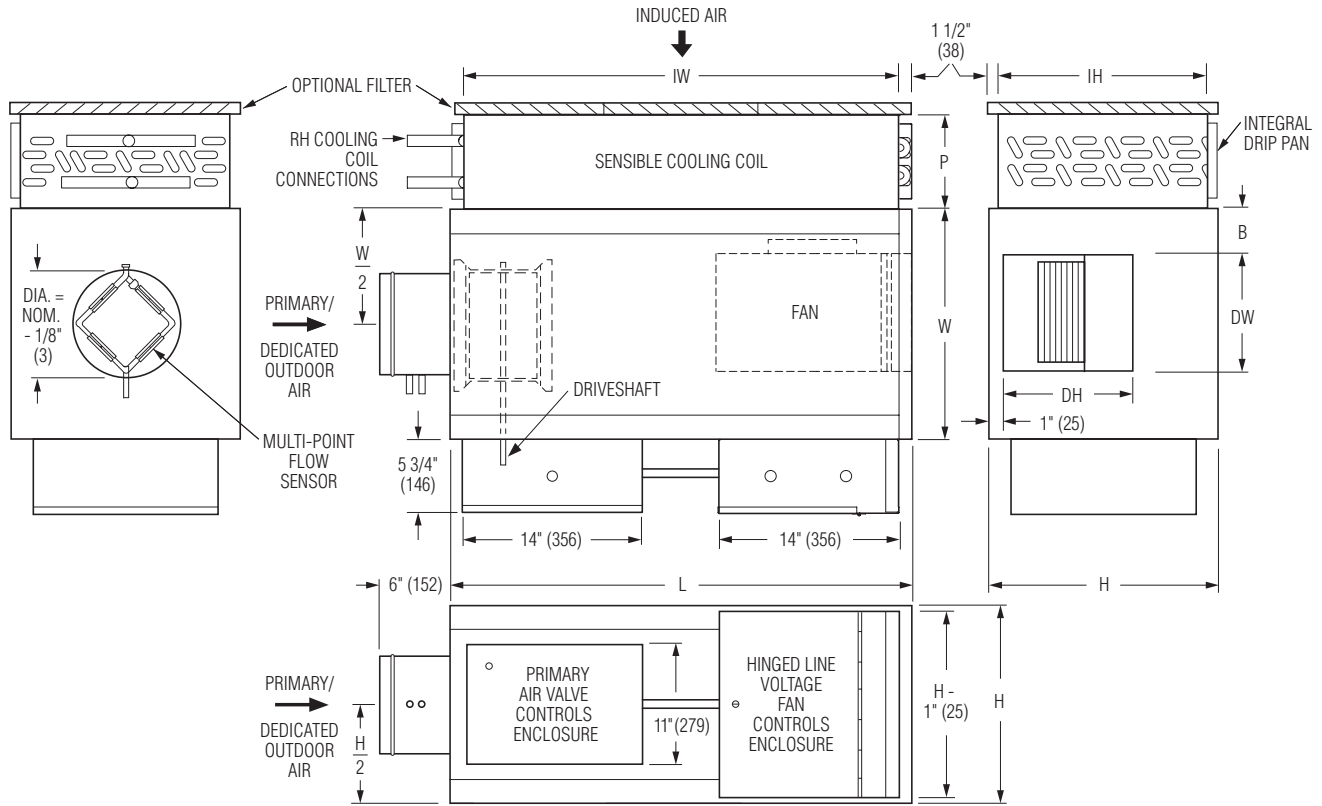 INDUCED AIR
1 1/2"
(38)
IW
IH
OPTIONAL FILTER
RH COOLING
COIL
CONNECTIONS
SENSIBLE COOLING COIL
P
INTEGRAL
DRIP PAN
W
2
B
DIA. =
NOM.
- 1/8"
(3)
PRIMARY/
DEDICATED
OUTDOOR
AIR
FAN
W
DW
DH
1" (25)
DRIVESHAFT
MULTI-POINT
FLOW
SENSOR
5 3/4"
(146)
14" (356)
14" (356)
6" (152)
L
H
PRIMARY/
DEDICATED
OUTDOOR
AIR
H
2
PRIMARY
AIR VALVE
CONTROLS
ENCLOSURE
11"(279)
HINGED LINE
VOLTAGE
FAN
CONTROLS
ENCLOSURE
H -
1" (25)
H